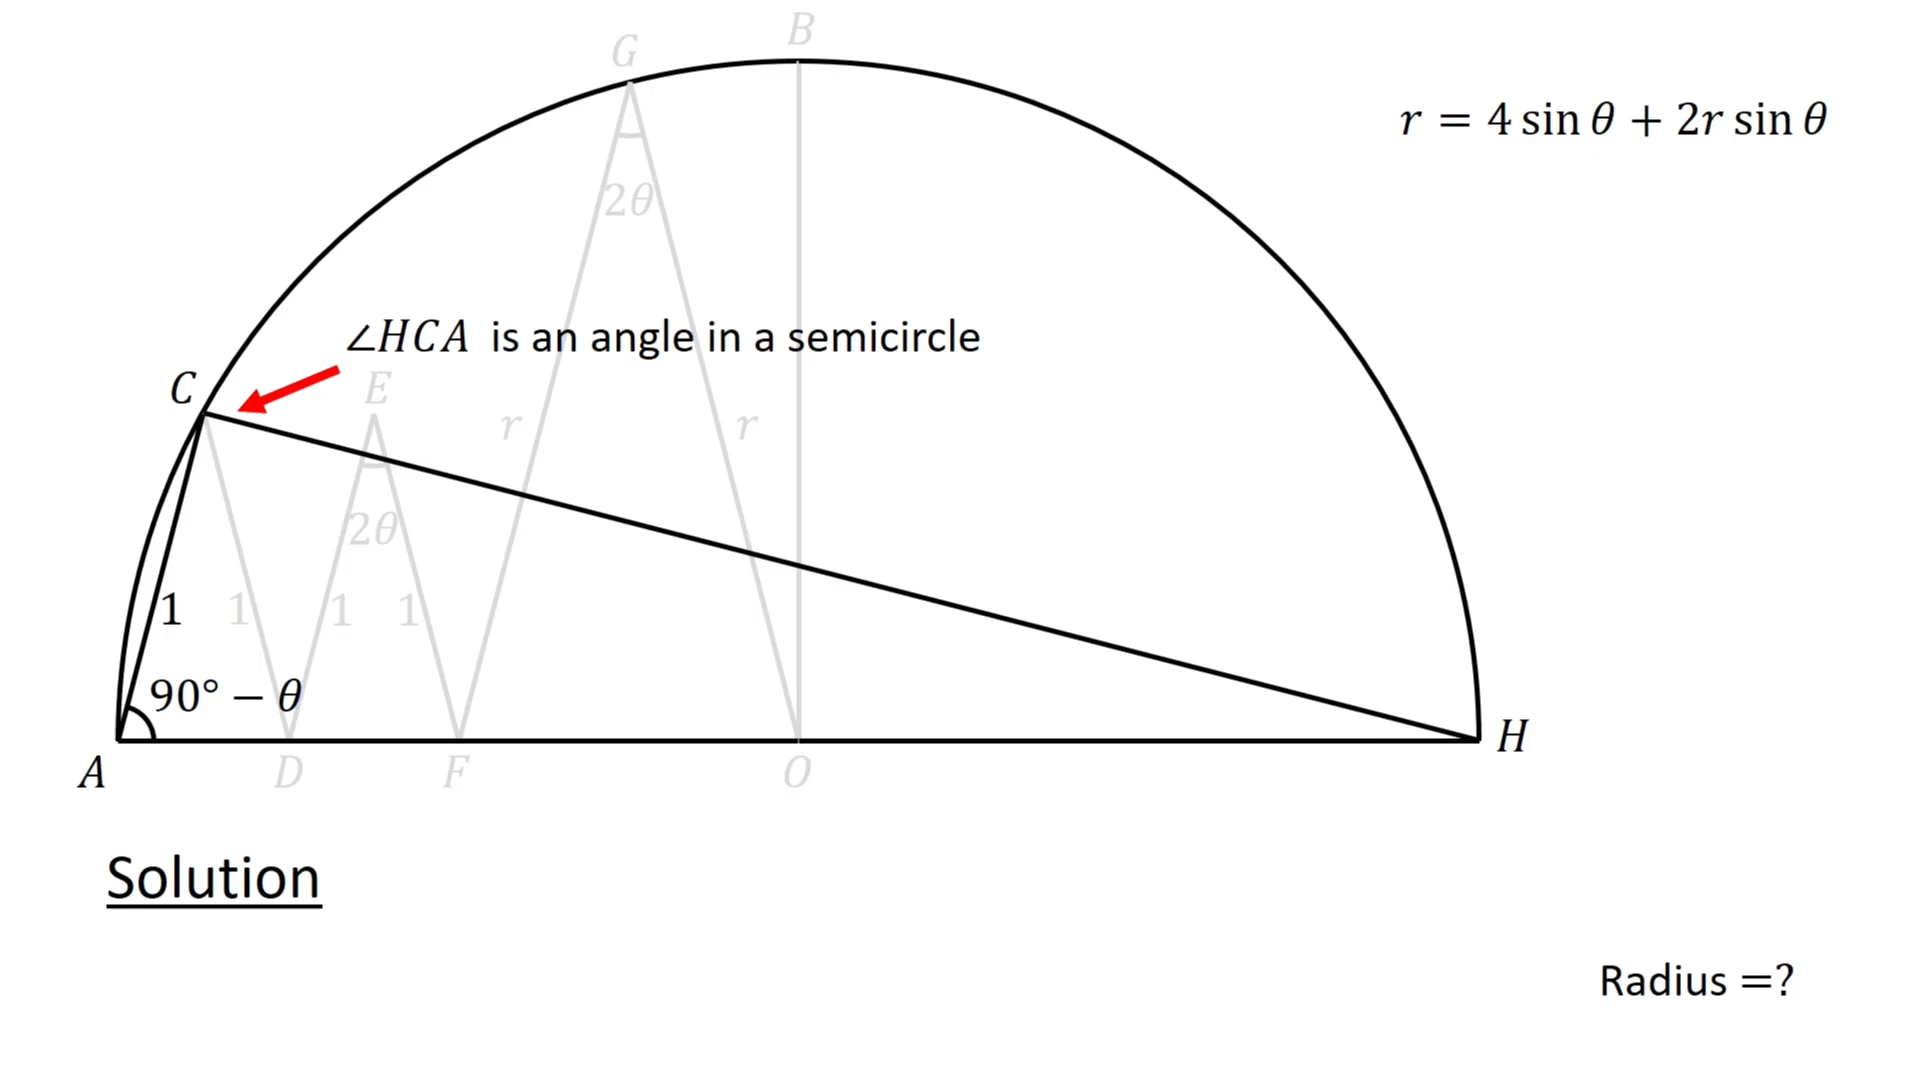 B
G
r = 4 sin θ + 2r sin θ
2θ
∠HCA is an angle in a semicircle
C
E
r r
2θ
1 1 1 1
90° − θ
H
A D F O
Solution
Radius =?